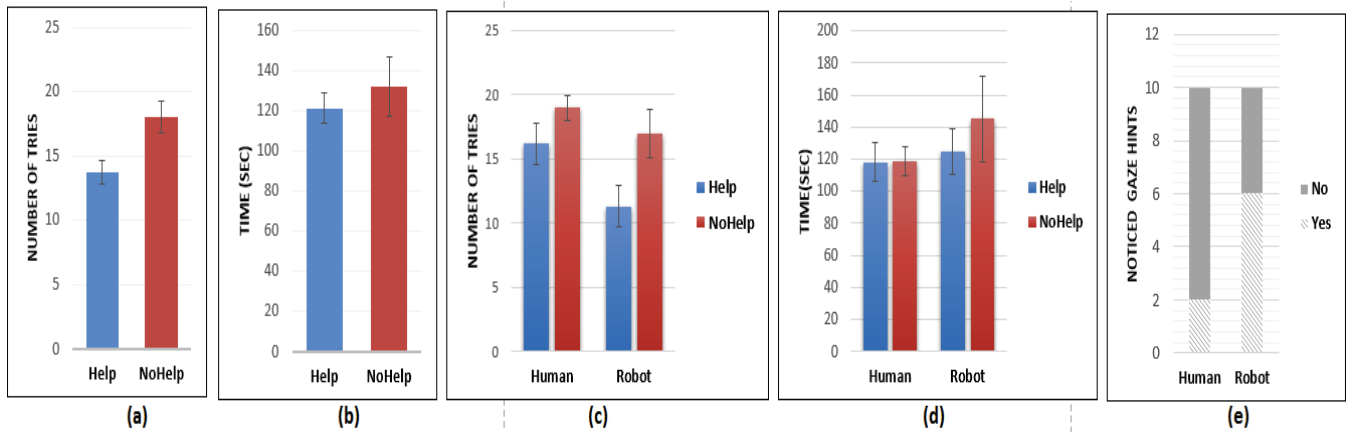 NUMBER OF TRIES
25
20
15
10
5
0
Help NoHelp
(a)
TIME (SEC)
160
140
120
100
80
60
40
20
0
Help NoHelp
(b)
NUMBER OF TRIES
25
20
15
10
5
0
Human Robot
Help
NoHelp
(c)
TIME(SEC)
200
180
160
140
120
100
80
60
40
20
0
Human Robot
Help
NoHelp
(d)
NOTICED GAZE HINTS
12
10
8
6
4
2
0
Human Robot
No
Yes
(e)